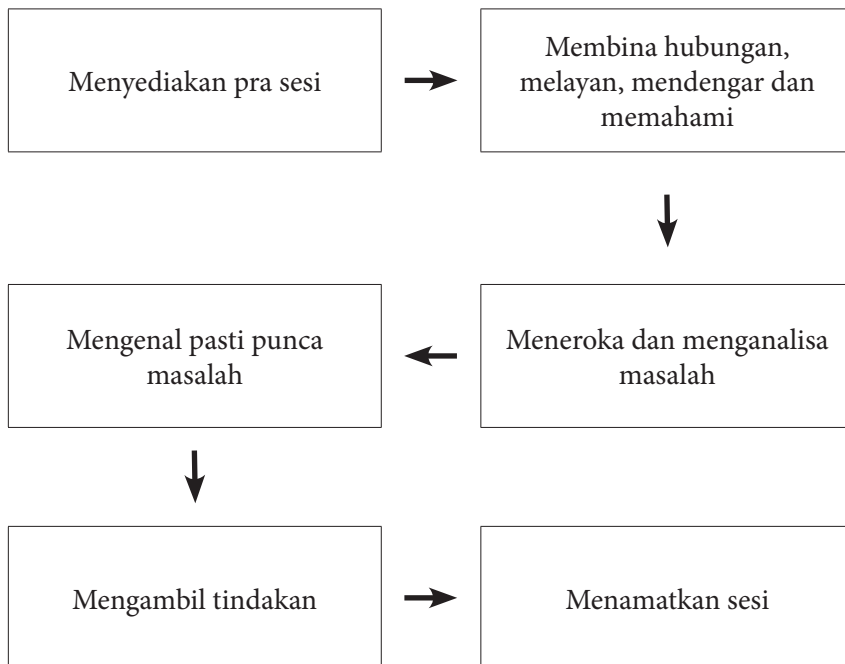 Menyediakan pra sesi
Membina hubungan,
melayan, mendengar dan
memahami
Meneroka dan menganalisa
masalah
Mengenal pasti punca
masalah
Mengambil tindakan
Menamatkan sesi